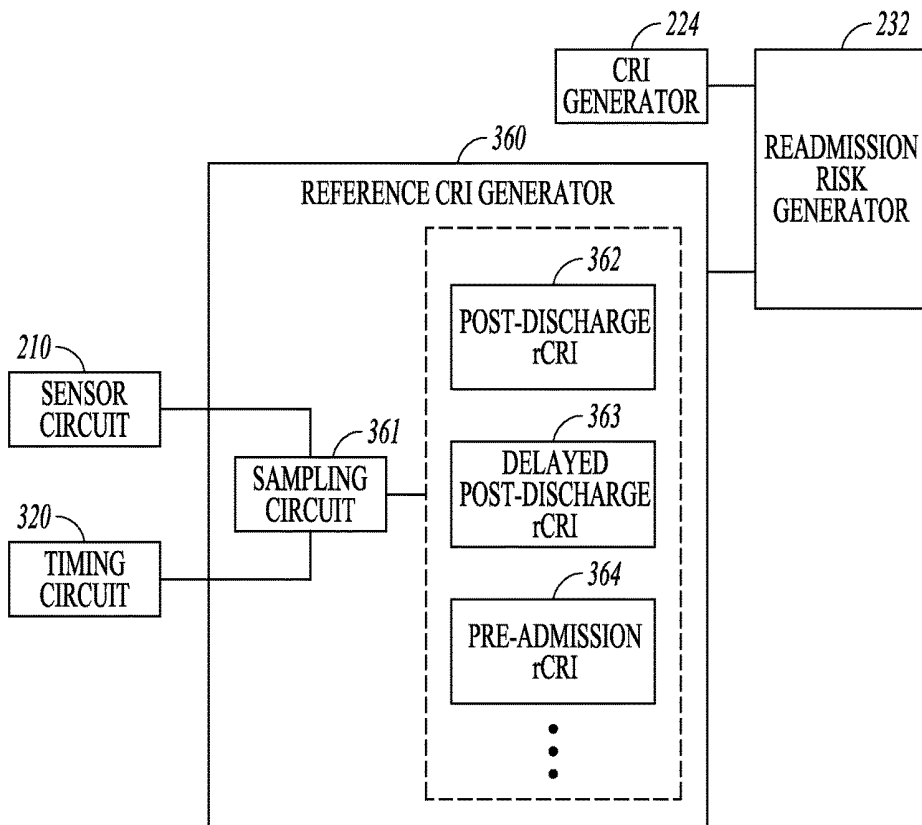 224
CRI
GENERATOR
232
READMISSION
RISK
GENERATOR
360
REFERENCE CRI GENERATOR
362
POST-DISCHARGE
rCRI
210
SENSOR
CIRCUIT
361
SAMPLING
CIRCUIT
363
DELAYED
POST-DISCHARGE
rCRI
320
TIMING
CIRCUIT
364
PRE-ADMISSION
rCRI